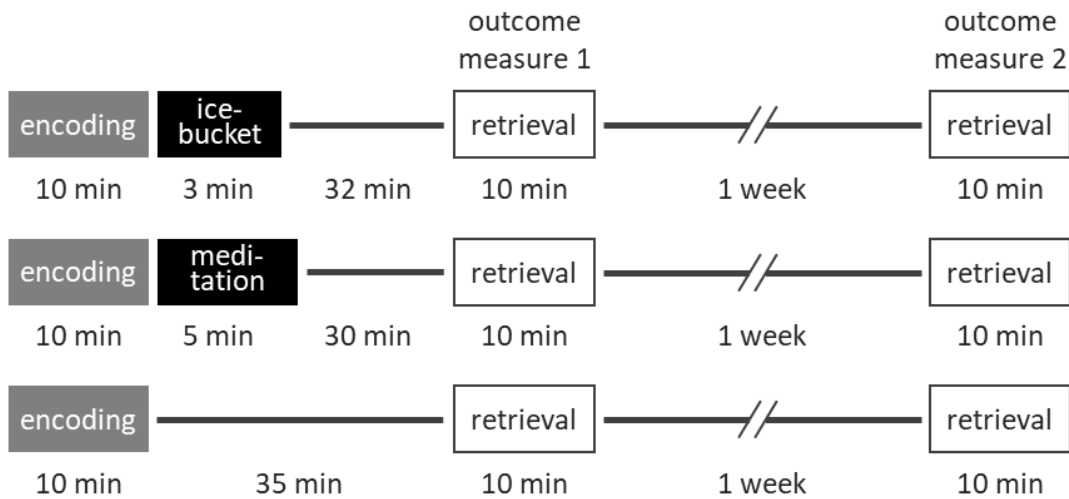 outcome outcome
measure 1 measure 2
encoding ice-
bucket retrieval retrieval
10 min 3 min 32 min 10 min 1 week 10 min
encoding medi-
tation retrieval retrieval
10 min 5 min 30 min 10 min 1 week 10 min
encoding retrieval retrieval
10 min 35 min 10 min 1 week 10 min